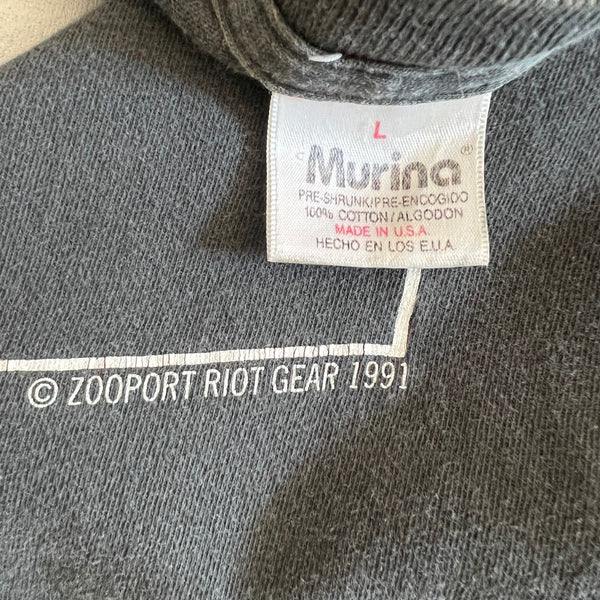 L
Murina®
PRE-SHRUNK/PRE-ENCOGIDO
100% COTTON/ALGODON
MADE IN U.S.A.
HECHO EN LOS E.U.A.
© ZOOPORT RIOT GEAR 1991